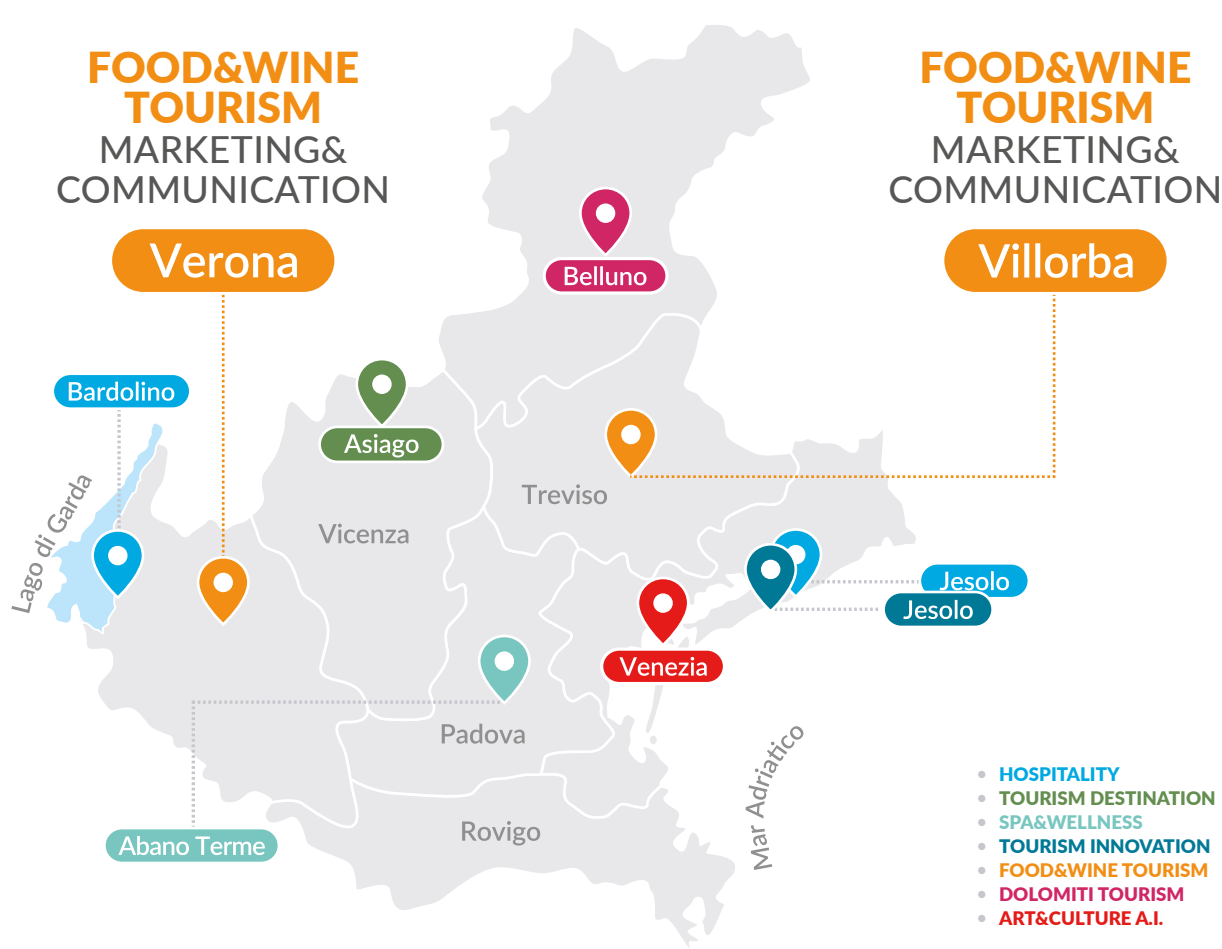 FOOD&WINE
TOURISM
MARKETING&
COMMUNICATION
Verona
FOOD&WINE
TOURISM
MARKETING&
COMMUNICATION
Villorba
Belluno
Bardolino
Asiago
Lago di Garda
Treviso
Vicenza
Jesolo
Jesolo
Venezia
Padova
Mar Adriatico
Abano Terme
Rovigo
HOSPITALITY
TOURISM DESTINATION
SPA&WELLNESS
TOURISM INNOVATION
FOOD&WINE TOURISM
DOLOMITI TOURISM
ART&CULTURE A.I.